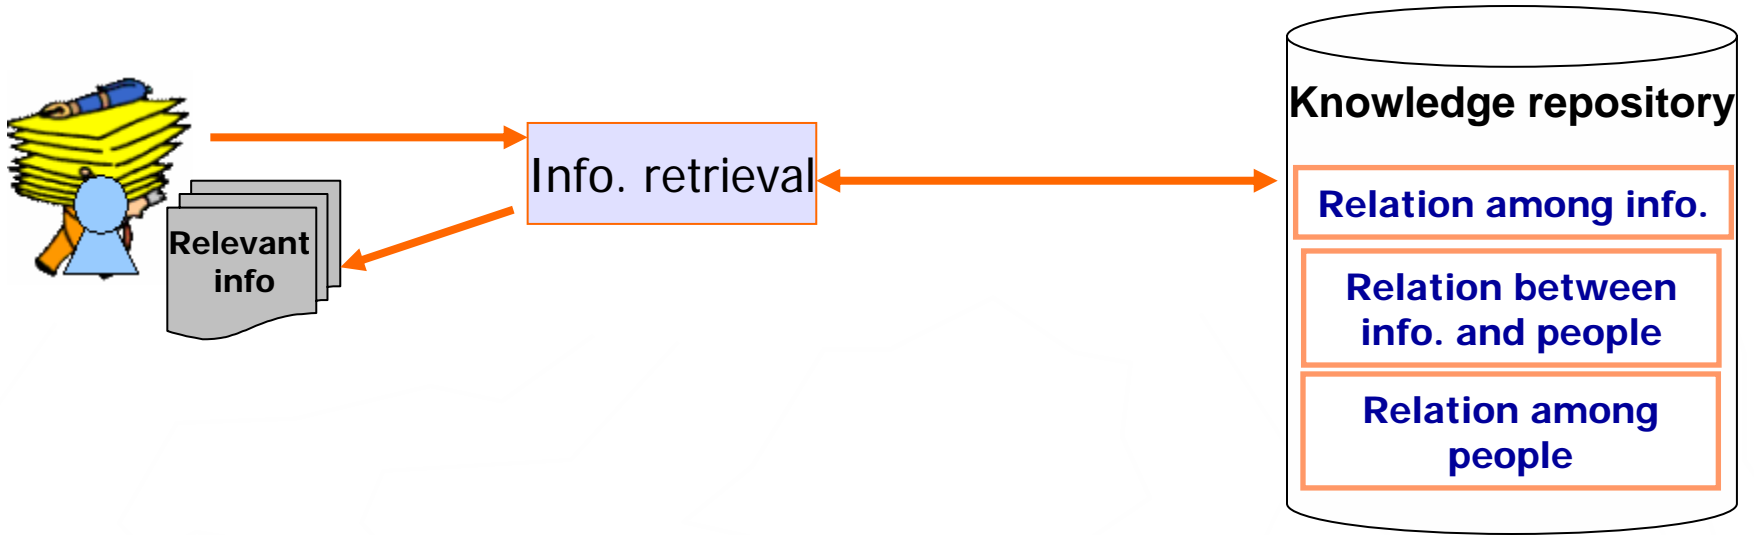 Knowledge repository
Info. retrieval
Relevant
info
Relation among info.
Relation between
info. and people
Relation among
people